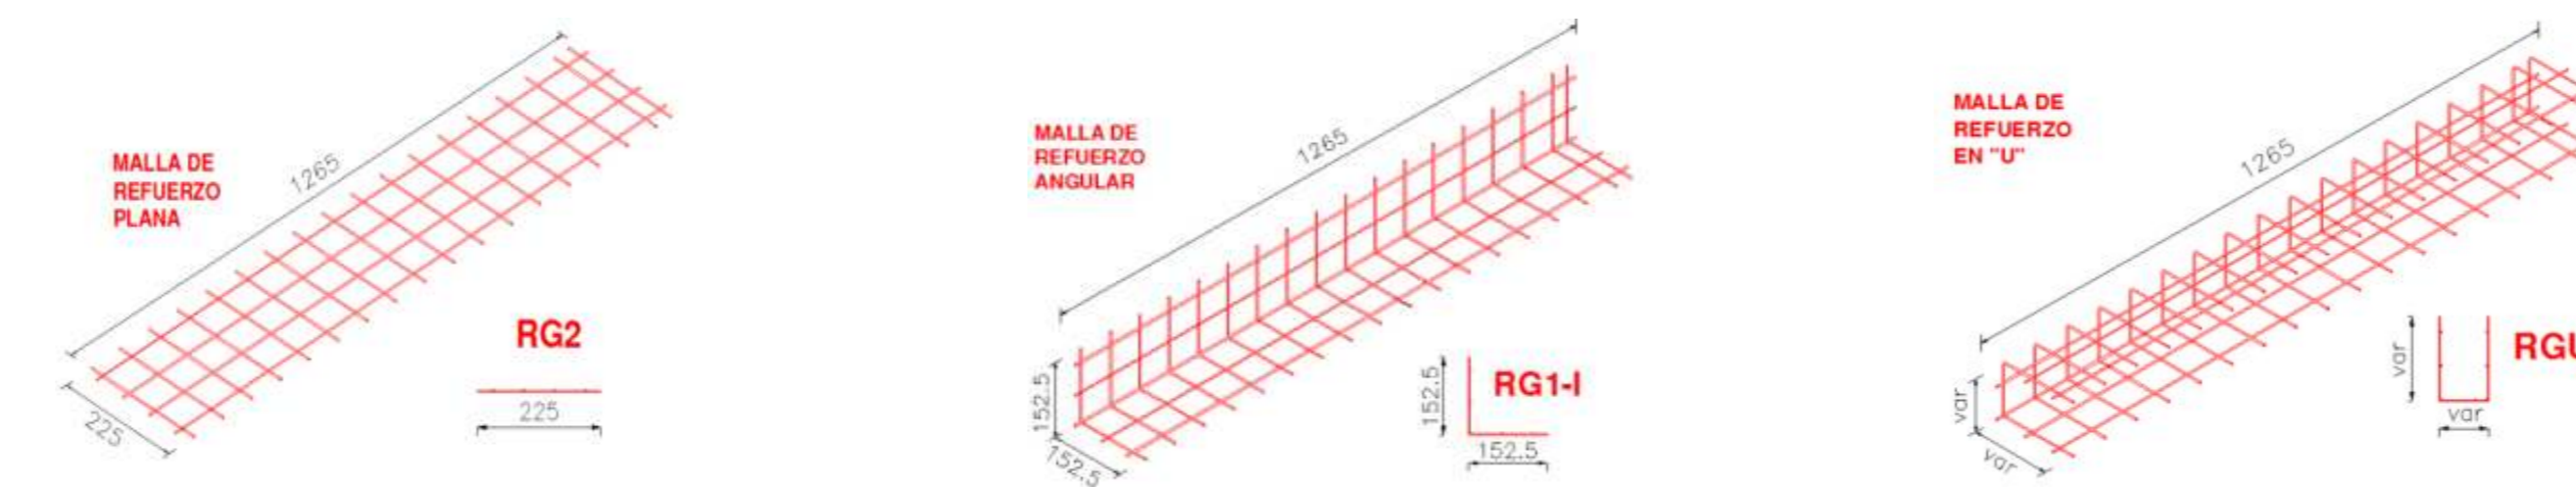 MALLA DE
REFUERZO
PLANA
1265
225
RG2
225
MALLA DE
REFUERZO
ANGULAR
1265
152.5
152.5
152.5
RG1-I
152.5
MALLA DE
REFUERZO
EN "U"
1265
var
var
var
RGU
var